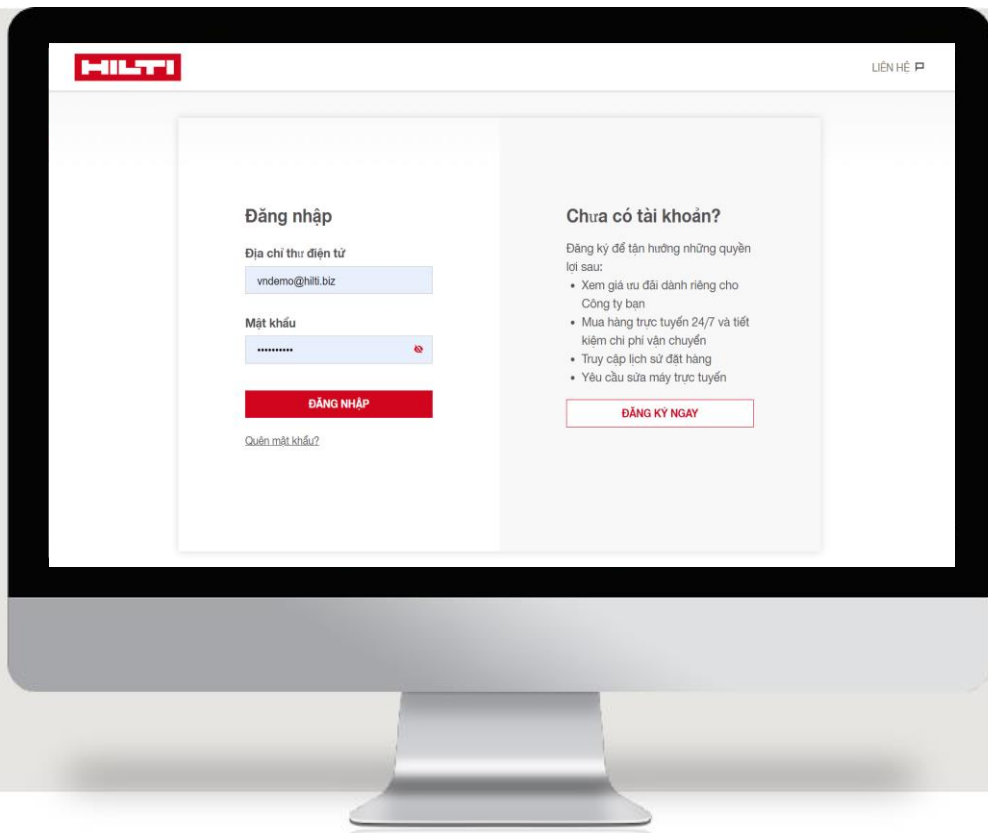 HILTI
LIÊN HỆ
Đăng nhập
Địa chỉ thư điện tử
vndemo@hilti.biz
Mật khẩu
••••••••••
ĐĂNG NHẬP
Quên mật khẩu?
Chưa có tài khoản?
Đăng ký để tận hưởng những quyền
lợi sau:
• Xem giá ưu đãi dành riêng cho
Công ty bạn
• Mua hàng trực tuyến 24/7 và tiết
kiệm chi phí vận chuyển
• Truy cập lịch sử đặt hàng
• Yêu cầu sửa máy trực tuyến
ĐĂNG KÝ NGAY